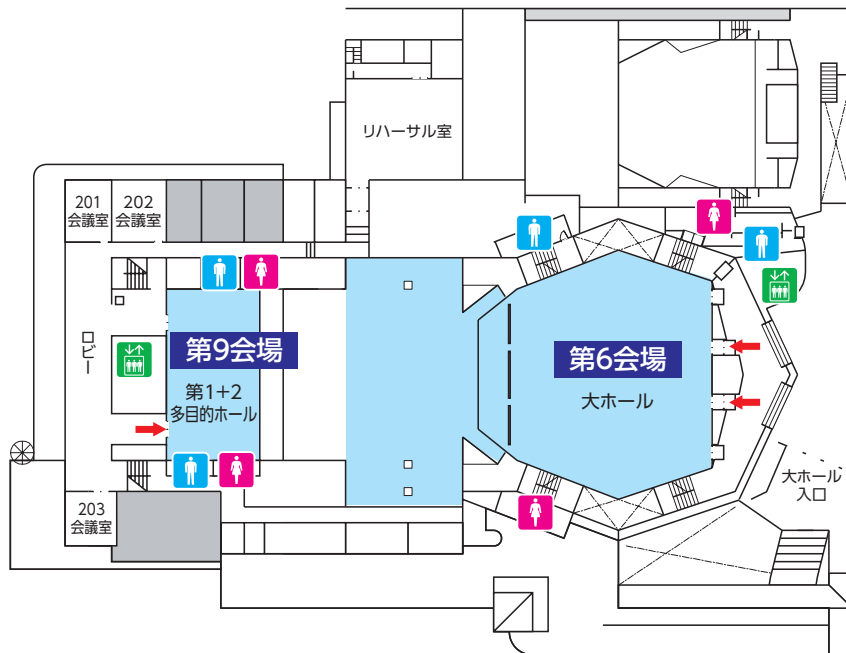 リハーサル室
201
会議室
202
会議室
ロビー
第9会場
第1+2
多目的ホール
第6会場
大ホール
大ホール
入口
203
会議室